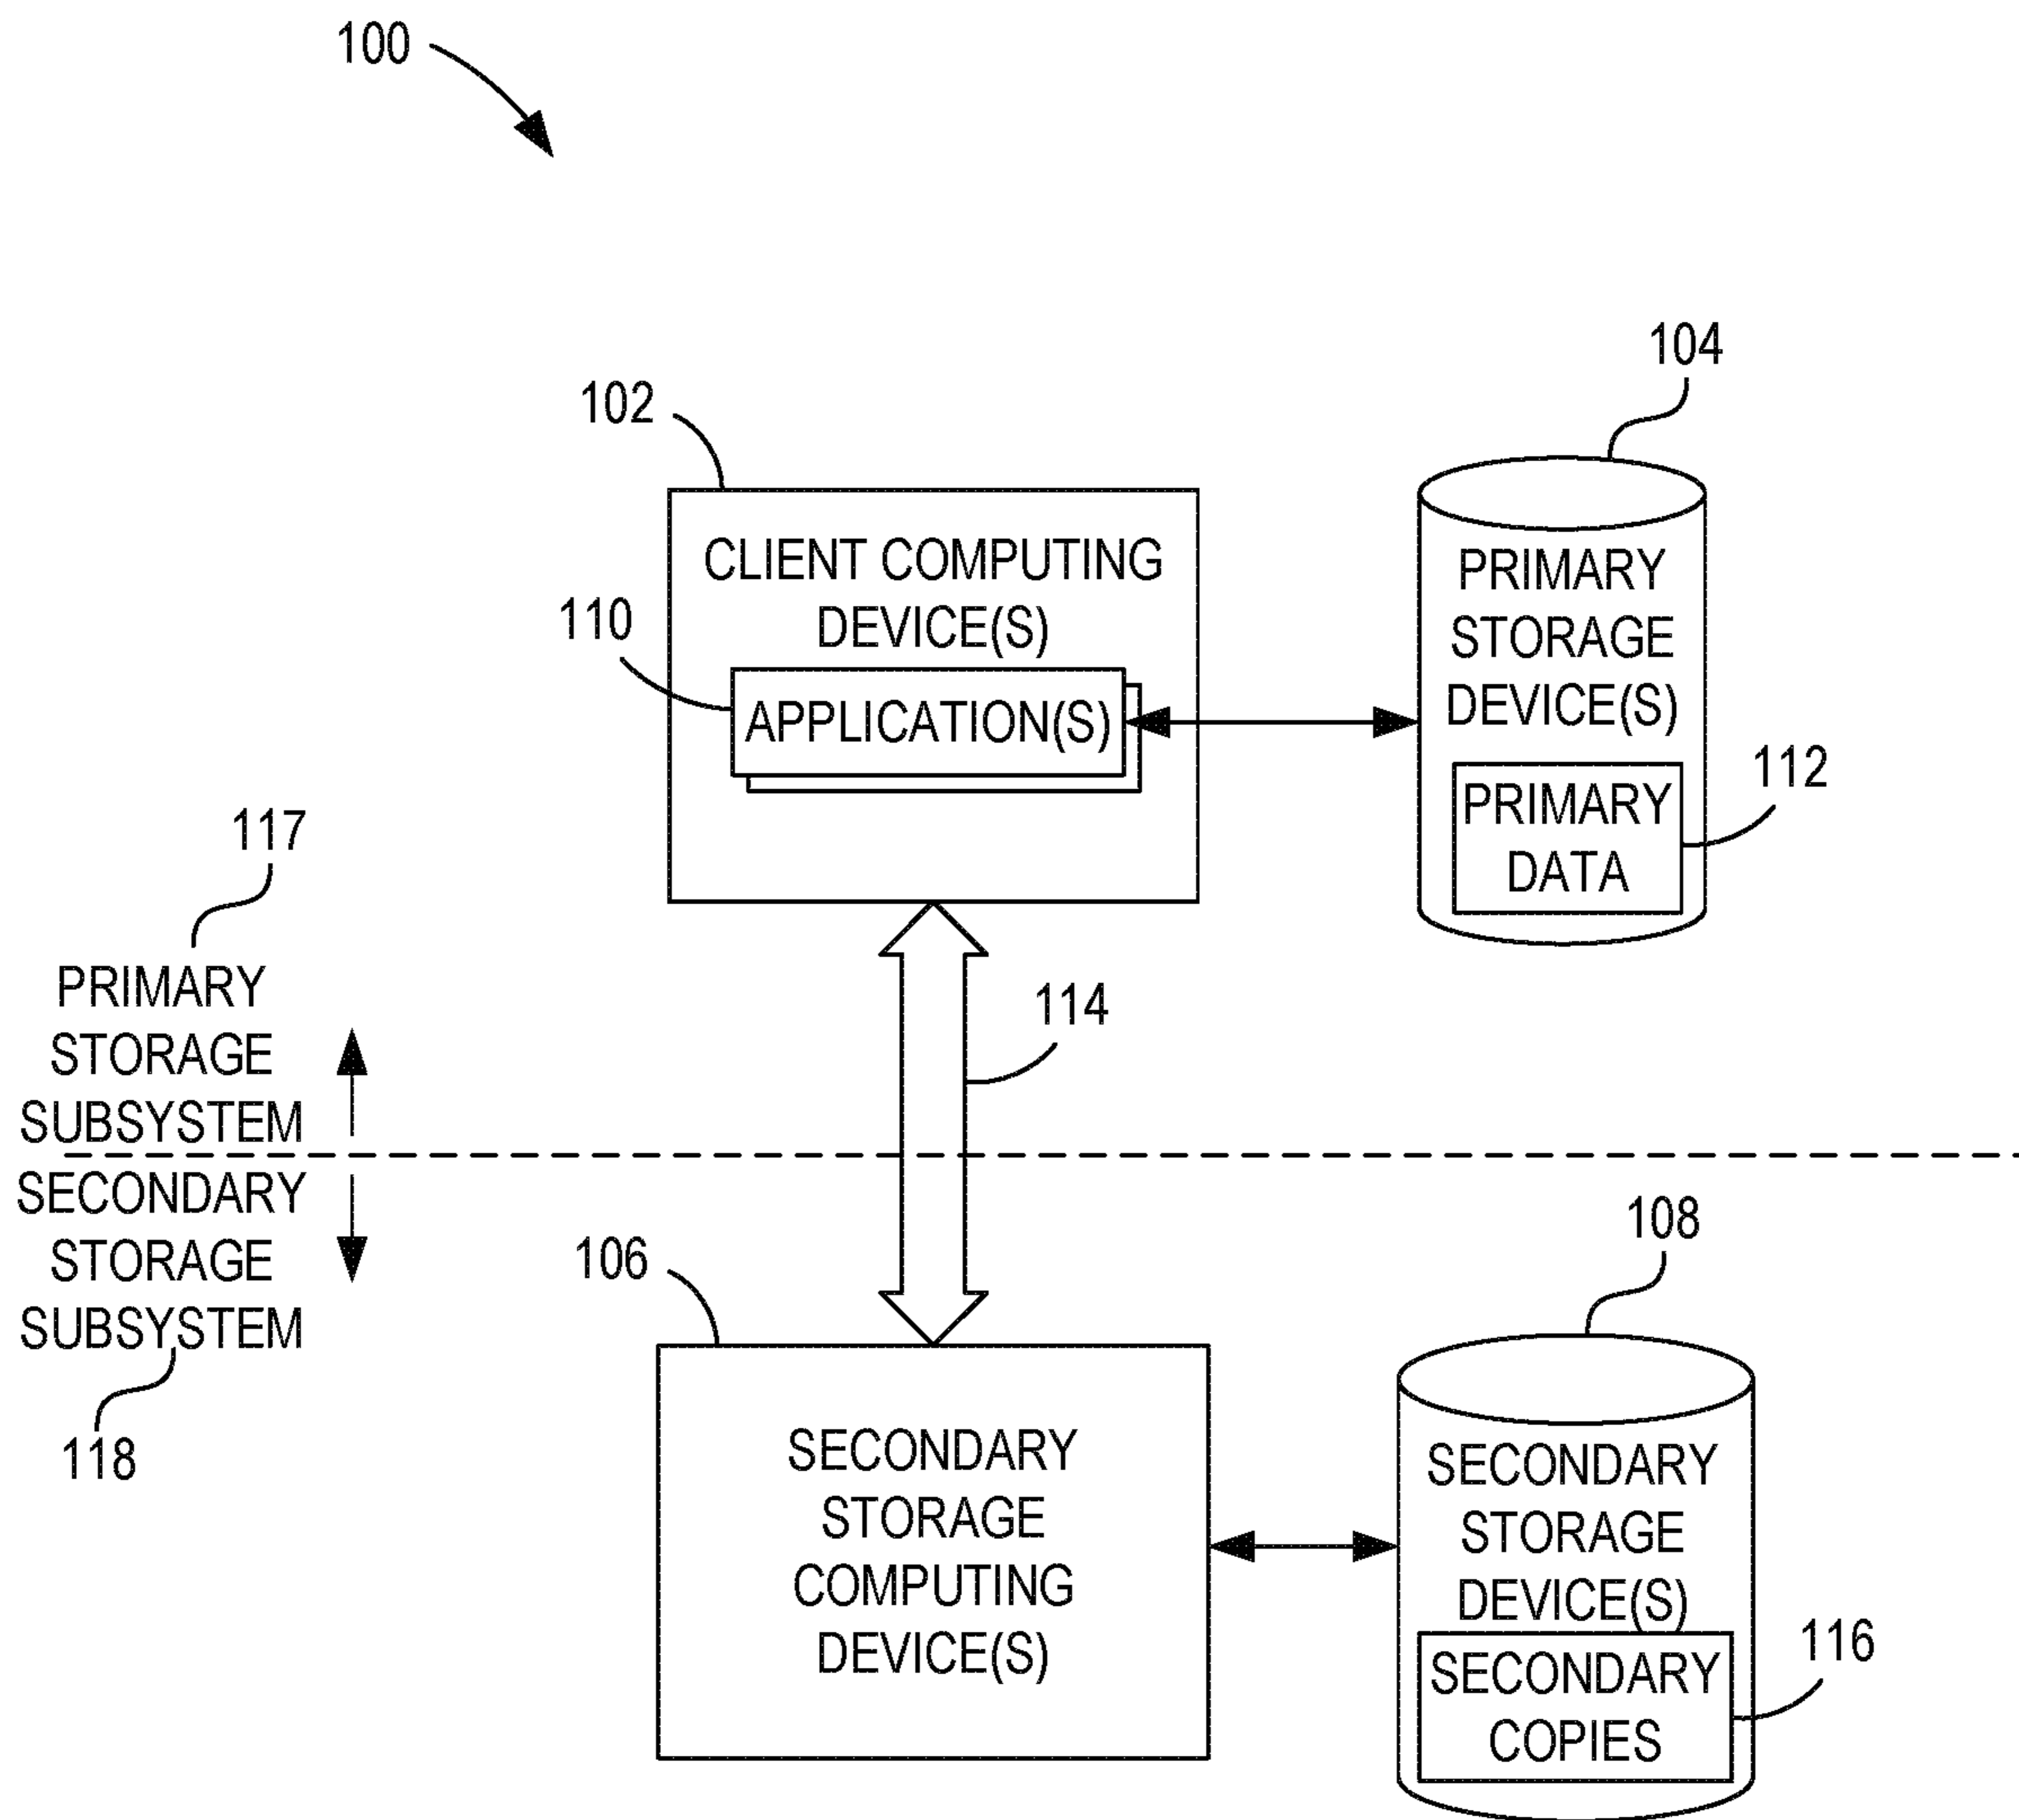 100
104
102
CLIENT COMPUTING
DEVICE(S)
110
APPLICATION(S)
PRIMARY
STORAGE
DEVICE(S)
112
PRIMARY
DATA
117
PRIMARY
STORAGE
SUBSYSTEM
114
SECONDARY
STORAGE
SUBSYSTEM
118
106
108
SECONDARY
STORAGE
COMPUTING
DEVICE(S)
SECONDARY
STORAGE
DEVICE(S)
116
SECONDARY
COPIES